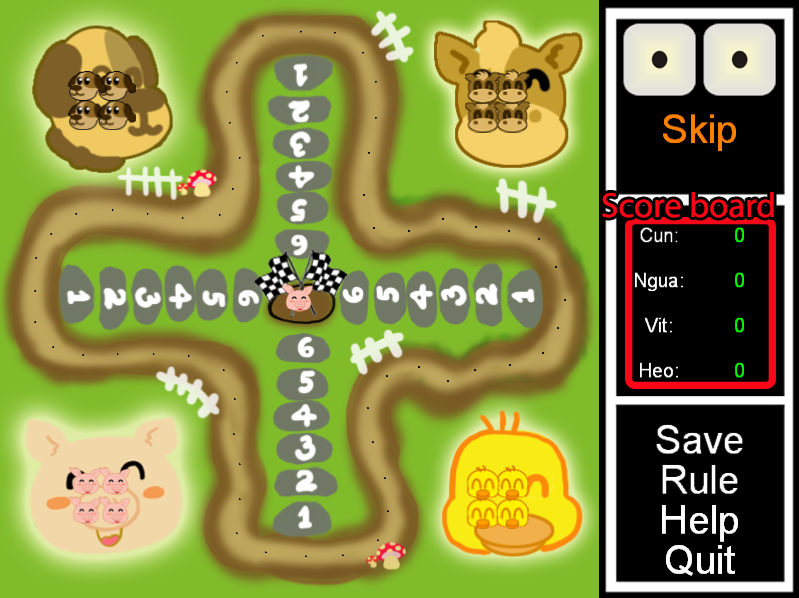 1
2
3
4
5
6
1 2 3 4 5 6
6 5 4 3 2 1
6
5
4
3
2
1
Skip
Score board
Cun: 0
Ngua: 0
Vit: 0
Heo: 0
Save
Rule
Help
Quit